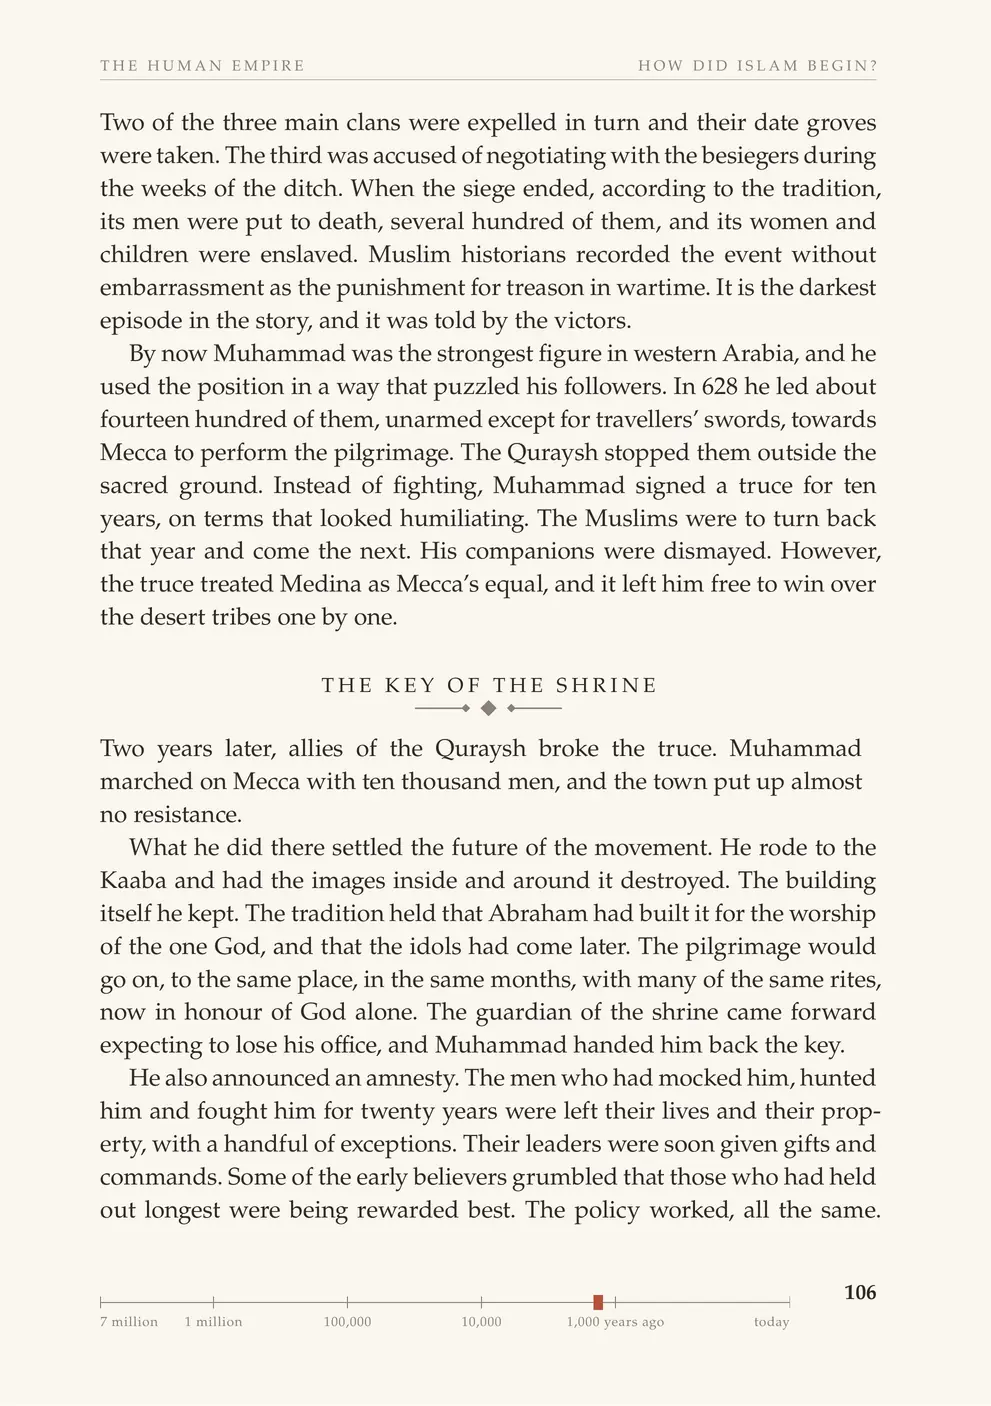 THE HUMAN EMPIRE
HOW DID ISLAM BEGIN?
Two of the three main clans were expelled in turn and their date groves
were taken. The third was accused of negotiating with the besiegers during
the weeks of the ditch. When the siege ended, according to the tradition,
its men were put to death, several hundred of them, and its women and
children were enslaved. Muslim historians recorded the event without
embarrassment as the punishment for treason in wartime. It is the darkest
episode in the story, and it was told by the victors.
By now Muhammad was the strongest figure in western Arabia, and he
used the position in a way that puzzled his followers. In 628 he led about
fourteen hundred of them, unarmed except for travellers’ swords, towards
Mecca to perform the pilgrimage. The Quraysh stopped them outside the
sacred ground. Instead of fighting, Muhammad signed a truce for ten
years, on terms that looked humiliating. The Muslims were to turn back
that year and come the next. His companions were dismayed. However,
the truce treated Medina as Mecca’s equal, and it left him free to win over
the desert tribes one by one.
THE KEY OF THE SHRINE
Two years later, allies of the Quraysh broke the truce. Muhammad
marched on Mecca with ten thousand men, and the town put up almost
no resistance.
What he did there settled the future of the movement. He rode to the
Kaaba and had the images inside and around it destroyed. The building
itself he kept. The tradition held that Abraham had built it for the worship
of the one God, and that the idols had come later. The pilgrimage would
go on, to the same place, in the same months, with many of the same rites,
now in honour of God alone. The guardian of the shrine came forward
expecting to lose his office, and Muhammad handed him back the key.
He also announced an amnesty. The men who had mocked him, hunted
him and fought him for twenty years were left their lives and their prop-
erty, with a handful of exceptions. Their leaders were soon given gifts and
commands. Some of the early believers grumbled that those who had held
out longest were being rewarded best. The policy worked, all the same.
106
7 million 1 million 100,000 10,000 1,000 years ago today